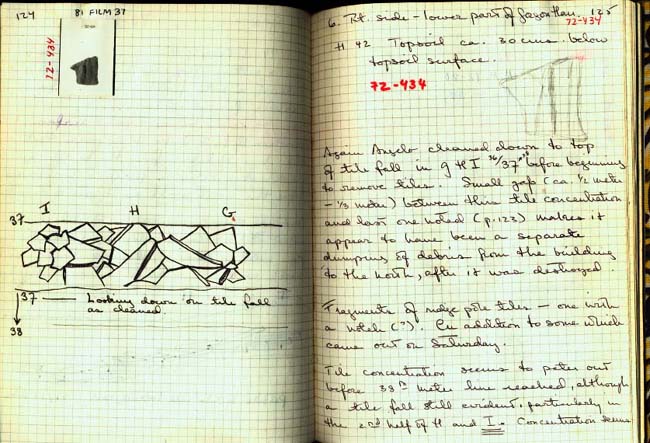 124
81 FILM 37
72-434
I H G
37
37 — Looking down on tile fall
as cleaned.
38
125
6. Rt. side - lower part of
72-434
H 42 Topsoil ca. 30 cms. below
topsoil surface.
72-434
Again Angelo cleaned down to top
of tile fall in G H I 36/37 before beginning
to remove tiles. Small gap (ca. ½ meter
- ⅓ meter) between this tile concentration
and last one noted (p. 123) makes it
appear to have been a separate
dumping of debris from the building
to the north, after it was destroyed.
Fragments of ridge pole tiles — one with
a notch (?). In addition to some which
came out on Saturday.
Tile concentration seems to peter out
before 38th meter line reached, although
a tile fall still evident, particularly in
the 2nd half of H and I. Concentration seems